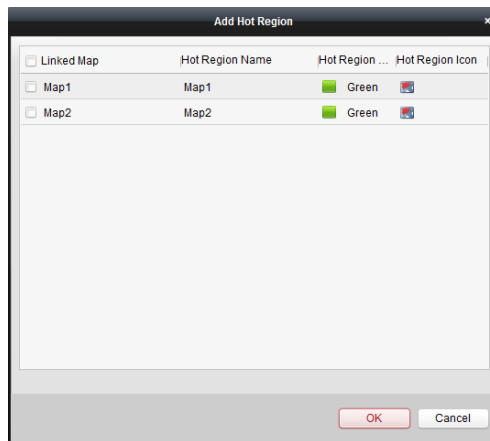 Add Hot Region
Linked Map Hot Region Name Hot Region ... Hot Region Icon
Map1 Map1 Green
Map2 Map2 Green
OK Cancel